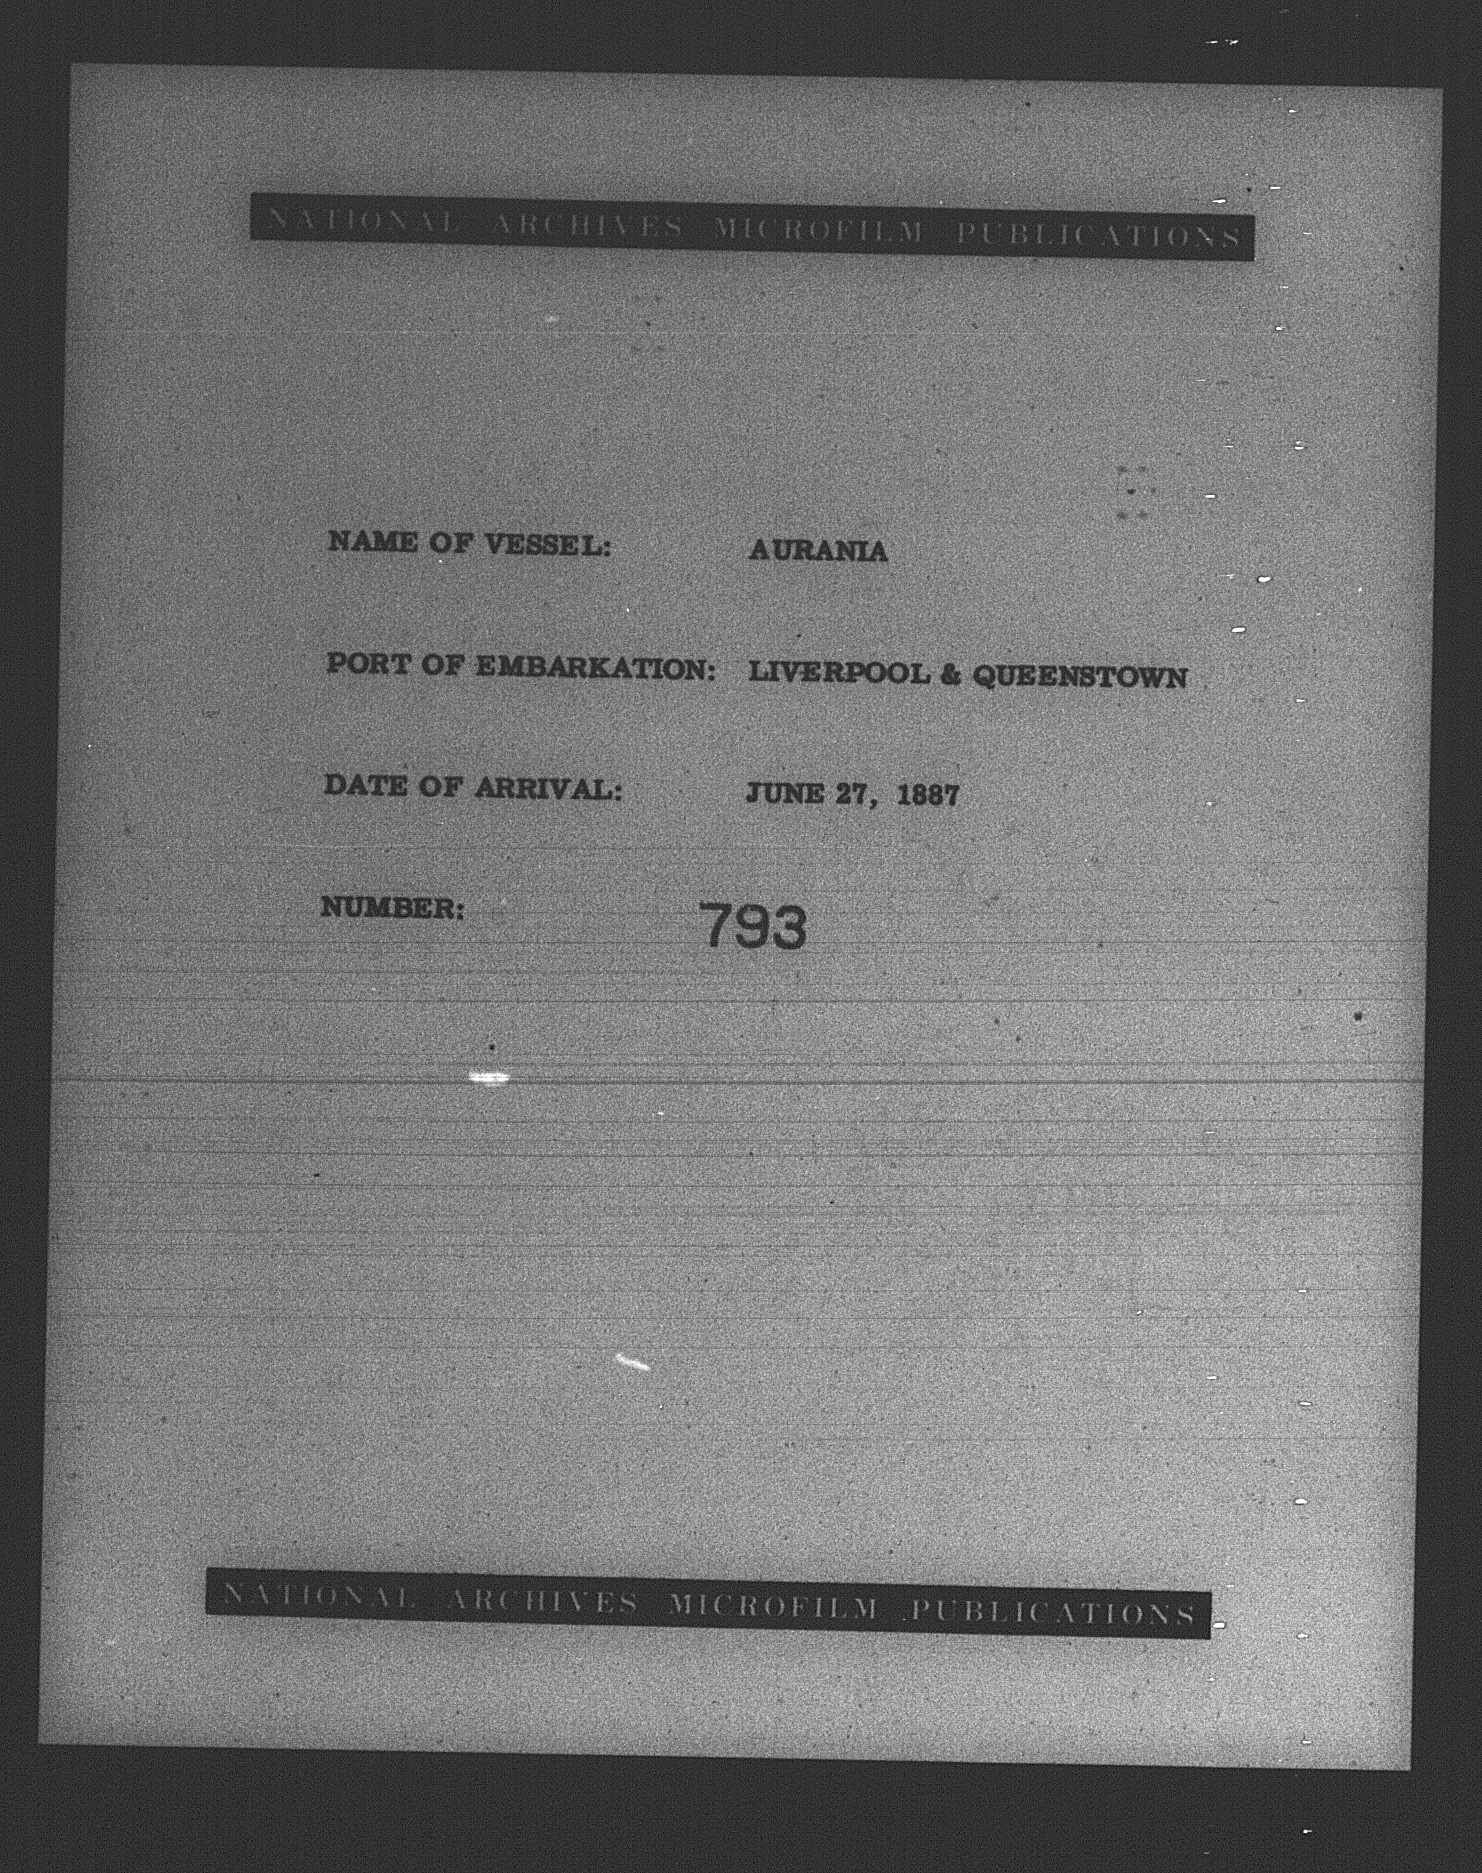 NATIONAL ARCHIVES MICROFILM PUBLICATIONS
NAME OF VESSEL: AURANIA
PORT OF EMBARKATION: LIVERPOOL & QUEENSTOWN
DATE OF ARRIVAL: JUNE 27, 1887
NUMBER: 793
NATIONAL ARCHIVES MICROFILM PUBLICATIONS